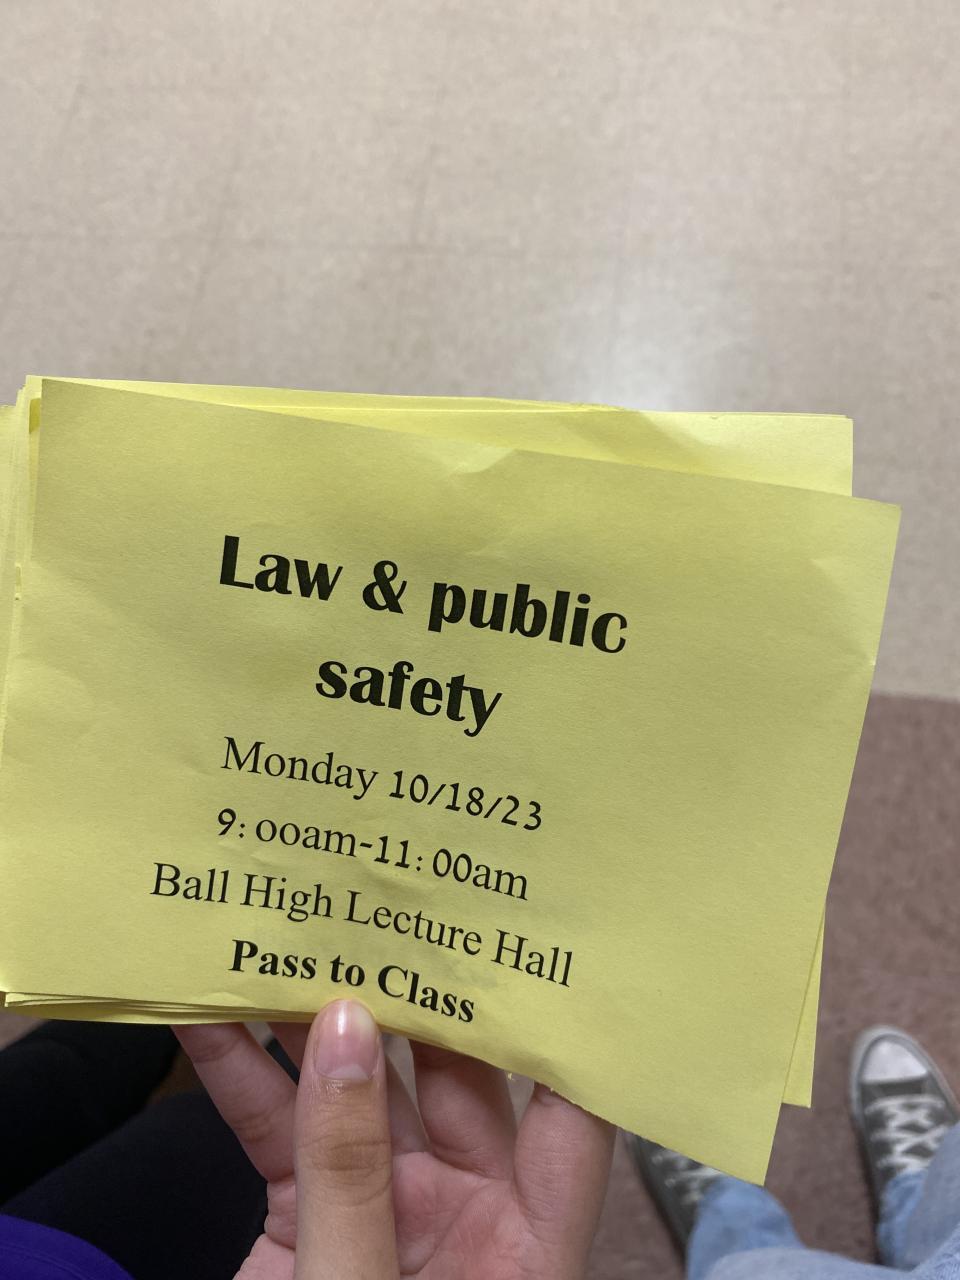 Law & public
safety
Monday 10/18/23
9:ooam-11:00am
Ball High Lecture Hall
Pass to Class